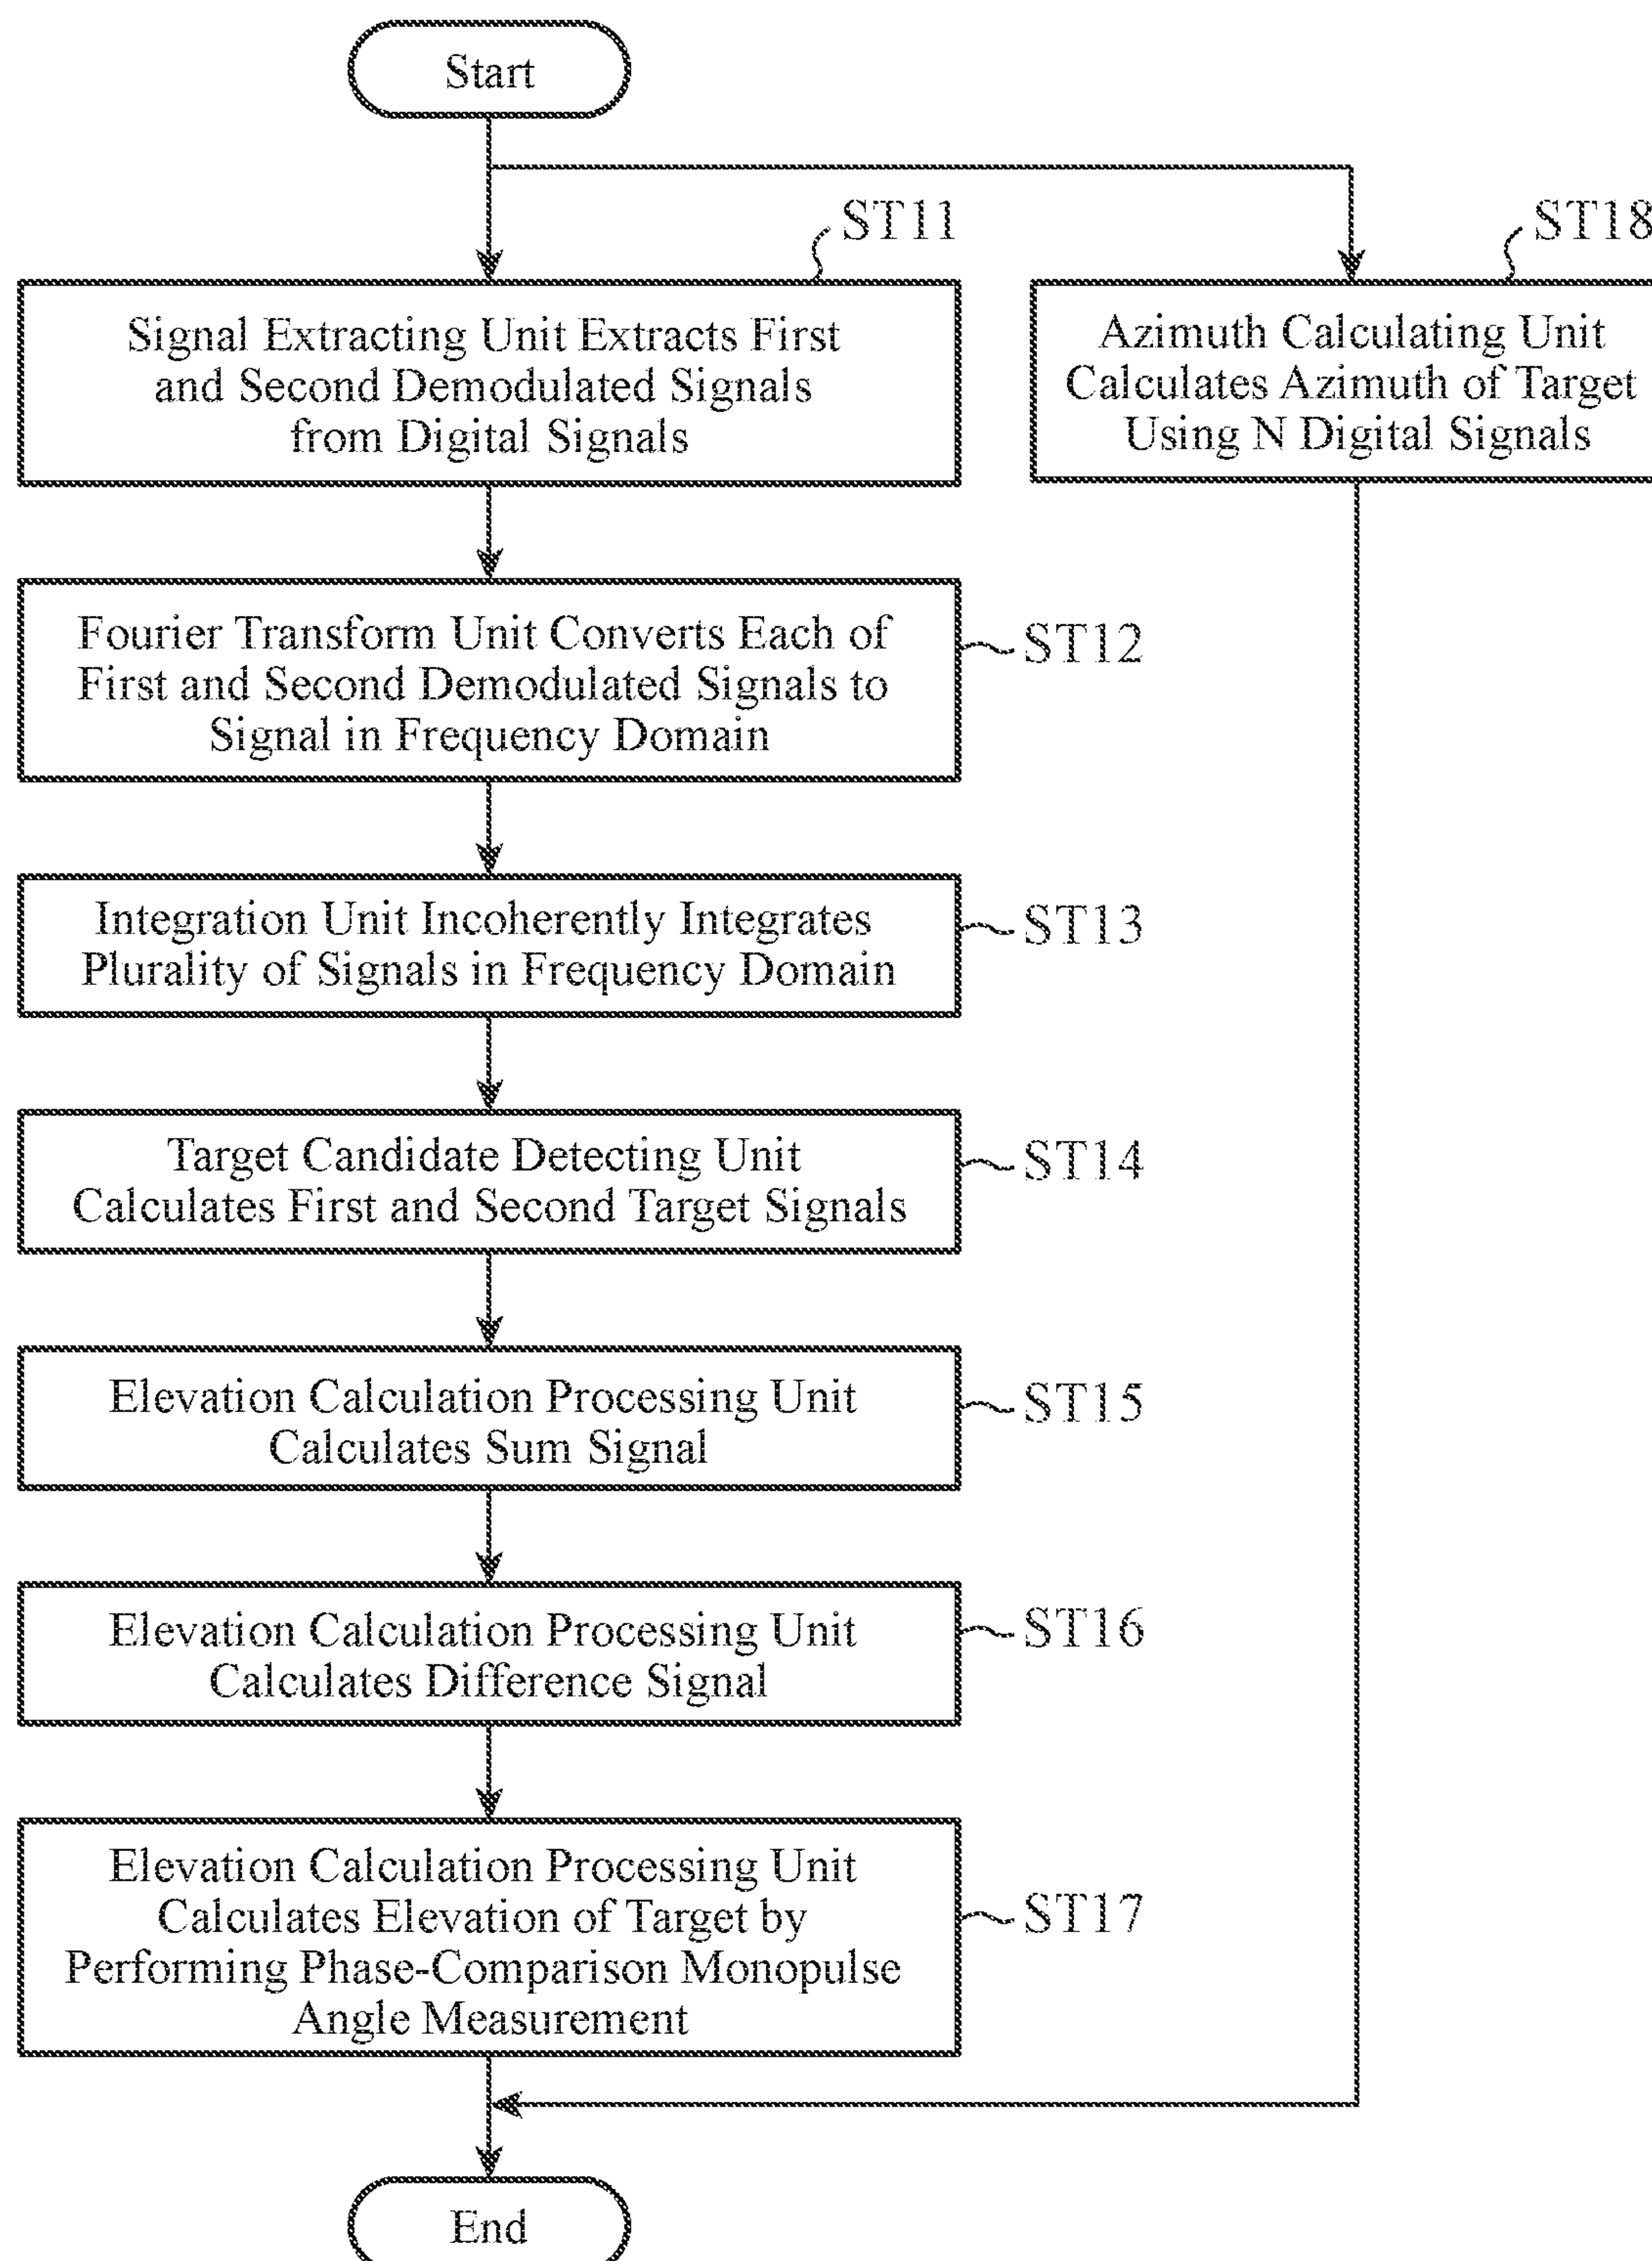 Start
ST11
ST18
Signal Extracting Unit Extracts First
and Second Demodulated Signals
from Digital Signals
Azimuth Calculating Unit
Calculates Azimuth of Target
Using N Digital Signals
Fourier Transform Unit Converts Each of
First and Second Demodulated Signals to
Signal in Frequency Domain
ST12
Integration Unit Incoherently Integrates
Plurality of Signals in Frequency Domain
ST13
Target Candidate Detecting Unit
Calculates First and Second Target Signals
ST14
Elevation Calculation Processing Unit
Calculates Sum Signal
ST15
Elevation Calculation Processing Unit
Calculates Difference Signal
ST16
Elevation Calculation Processing Unit
Calculates Elevation of Target by
Performing Phase-Comparison Monopulse
Angle Measurement
ST17
End